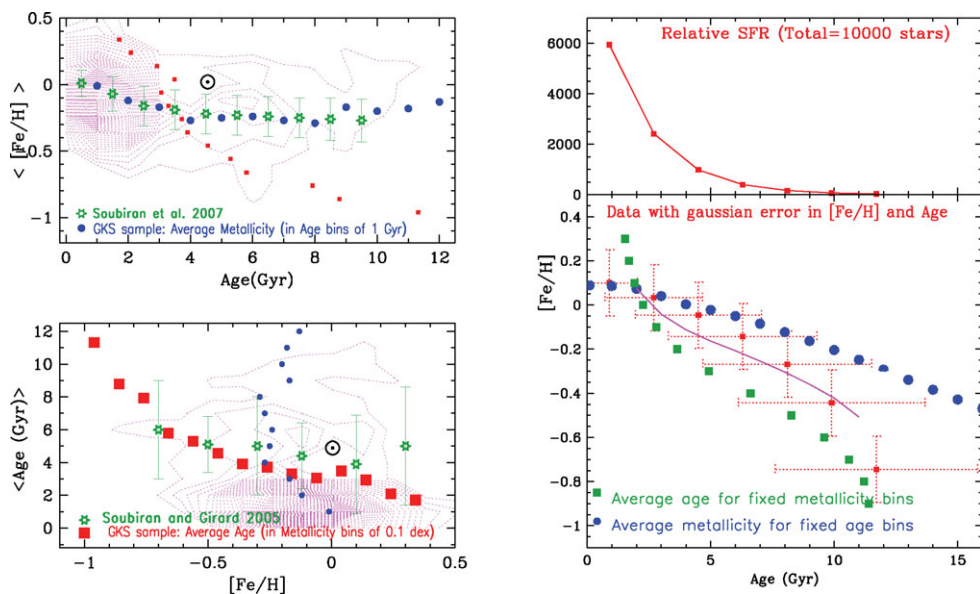 0.5
0
-0.5
-1
< [Fe/H] >
Soubiran et al. 2007
GKS sample: Average Metallicity (in Age bins of 1 Gyr)
0 2 4 6 8 10 12
Age(Gyr)
12
10
8
6
4
2
0
<Age (Gyr)>
Soubiran and Girard 2005
GKS sample: Average Age (in Metallicity bins of 0.1 dex)
-1 -0.5 0 0.5
[Fe/H]
Relative SFR (Total=10000 stars)
6000
4000
2000
0
Data with gaussian error in [Fe/H] and Age
0.4
0.2
0
-0.2
-0.4
-0.6
-0.8
-1
[Fe/H]
Average age for fixed metallicity bins
Average metallicity for fixed age bins
0 5 10 15
Age (Gyr)